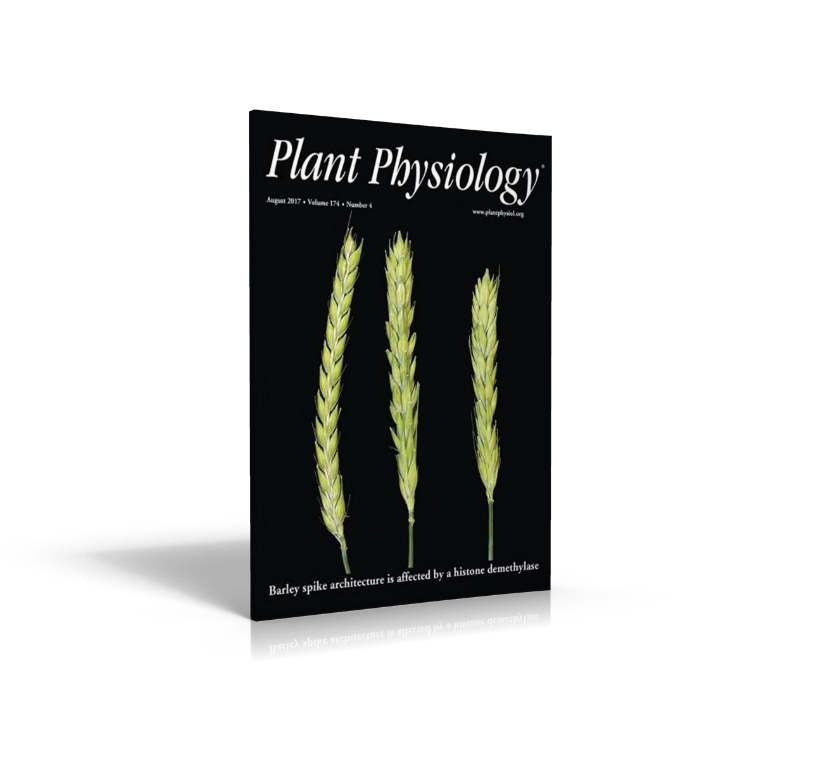 Plant Physiology®
August 2017 • Volume 174 • Number 4
www.plantphysiol.org
Barley spike architecture is affected by a histone demethylase